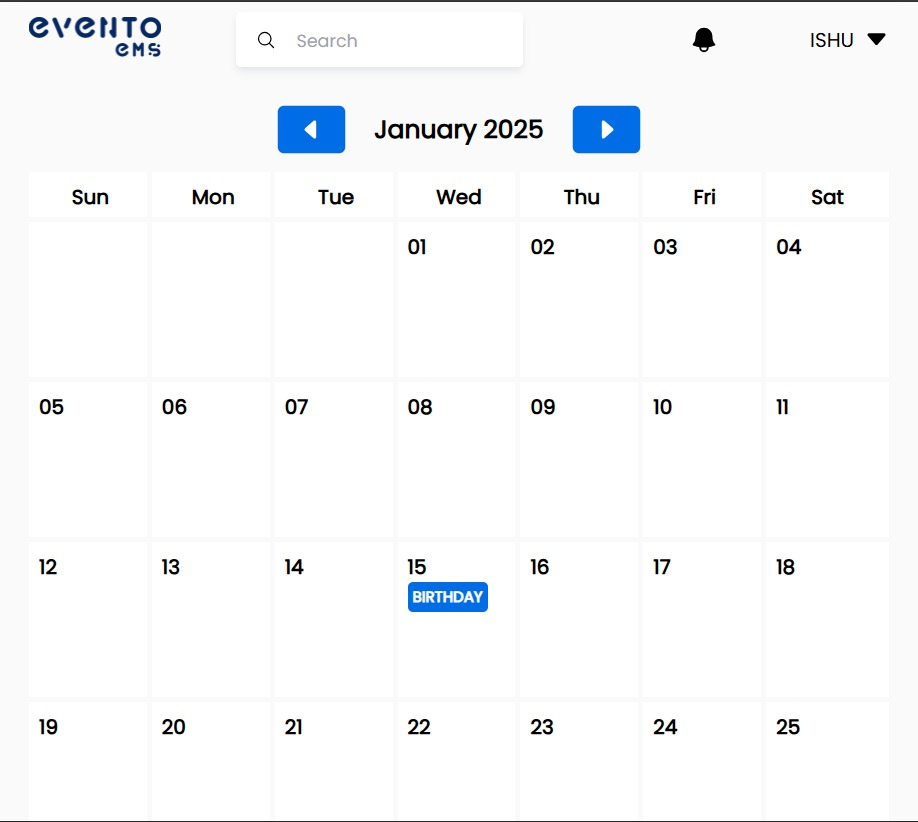 evento
ems
Search
ISHU
January 2025
Sun Mon Tue Wed Thu Fri Sat
01 02 03 04
05 06 07 08 09 10 11
12 13 14 15 16 17 18
BIRTHDAY
19 20 21 22 23 24 25